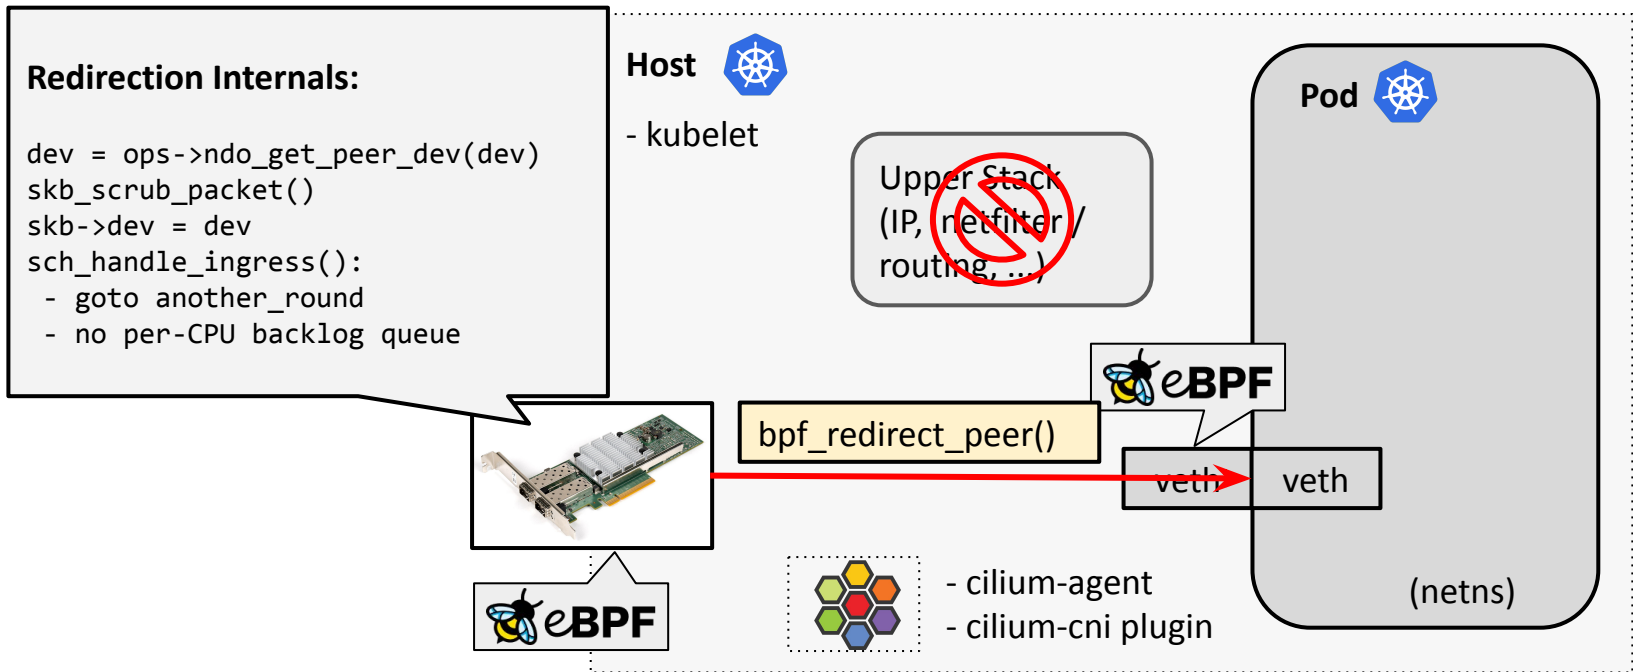 Redirection Internals:
dev = ops->ndo_get_peer_dev(dev)
skb_scrub_packet()
skb->dev = dev
sch_handle_ingress():
- goto another_round
- no per-CPU backlog queue
Host
- kubelet
Upper Stack
(IP, netfilter /
routing, ...)
Pod
eBPF
bpf_redirect_peer()
veth
veth
(netns)
eBPF
- cilium-agent
- cilium-cni plugin